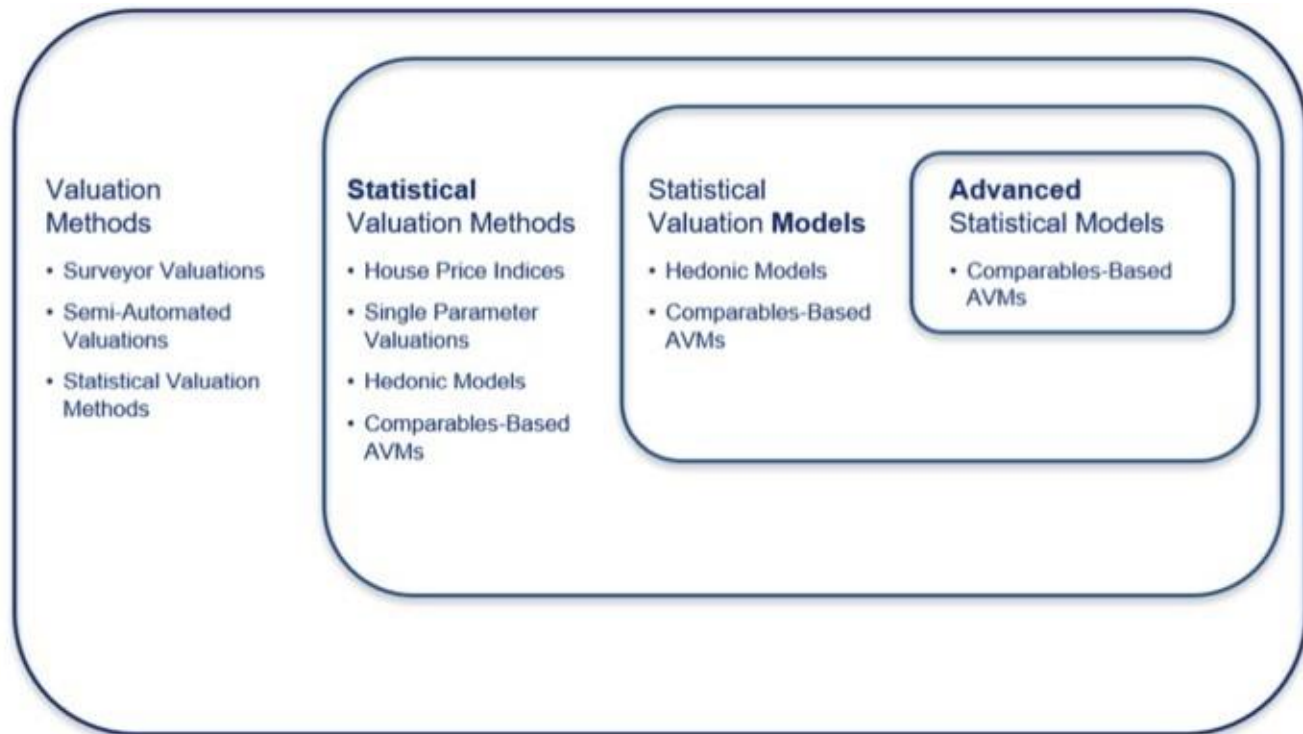 Valuation
Methods
• Surveyor Valuations
• Semi-Automated
Valuations
• Statistical Valuation
Methods
Statistical
Valuation Methods
• House Price Indices
• Single Parameter
Valuations
• Hedonic Models
• Comparables-Based
AVMs
Statistical
Valuation Models
• Hedonic Models
• Comparables-Based
AVMs
Advanced
Statistical Models
• Comparables-Based
AVMs